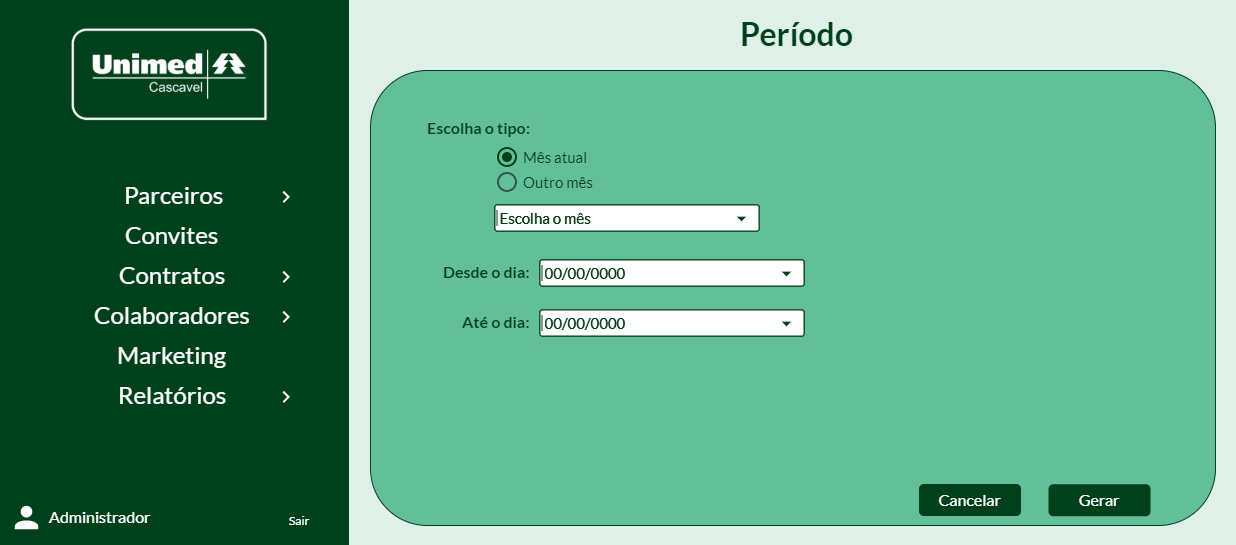 Unimed
Cascavel
Parceiros
Convites
Contratos
Colaboradores
Marketing
Relatórios
Administrador
Sair
Período
Escolha o tipo:
Mês atual
Outro mês
Escolha o mês
Desde o dia: 00/00/0000
Até o dia: 00/00/0000
Cancelar Gerar